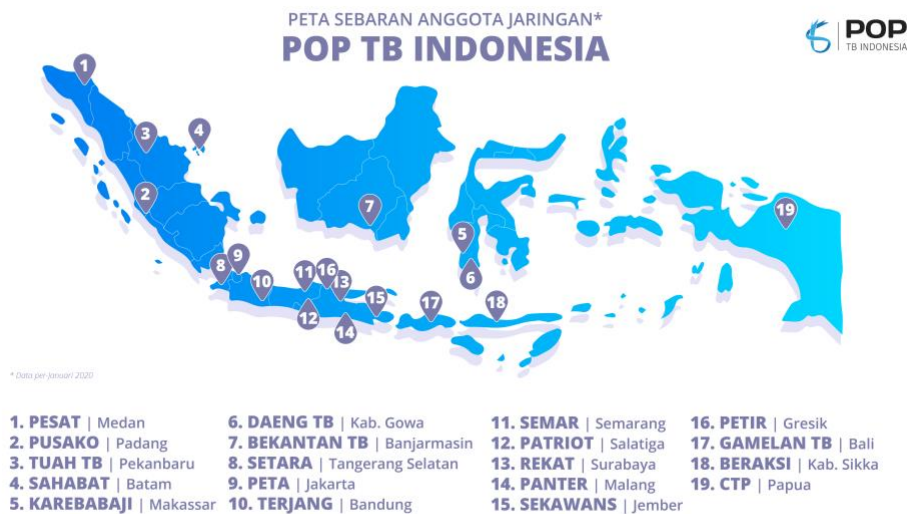 PETA SEBARAN ANGGOTA JARINGAN*
POP TB INDONESIA
POP
TB INDONESIA
1
3
4
2
7
19
5
6
9
8
10
11
16
13
12
14
15
17
18
* Data per-Januari 2020
1. PESAT | Medan
2. PUSAKO | Padang
3. TUAH TB | Pekanbaru
4. SAHABAT | Batam
5. KAREBABAJI | Makassar
6. DAENG TB | Kab. Gowa
7. BEKANTAN TB | Banjarmasin
8. SETARA | Tangerang Selatan
9. PETA | Jakarta
10. TERJANG | Bandung
11. SEMAR | Semarang
12. PATRIOT | Salatiga
13. REKAT | Surabaya
14. PANTER | Malang
15. SEKAWANS | Jember
16. PETIR | Gresik
17. GAMELAN TB | Bali
18. BERAKSI | Kab. Sikka
19. CTP | Papua